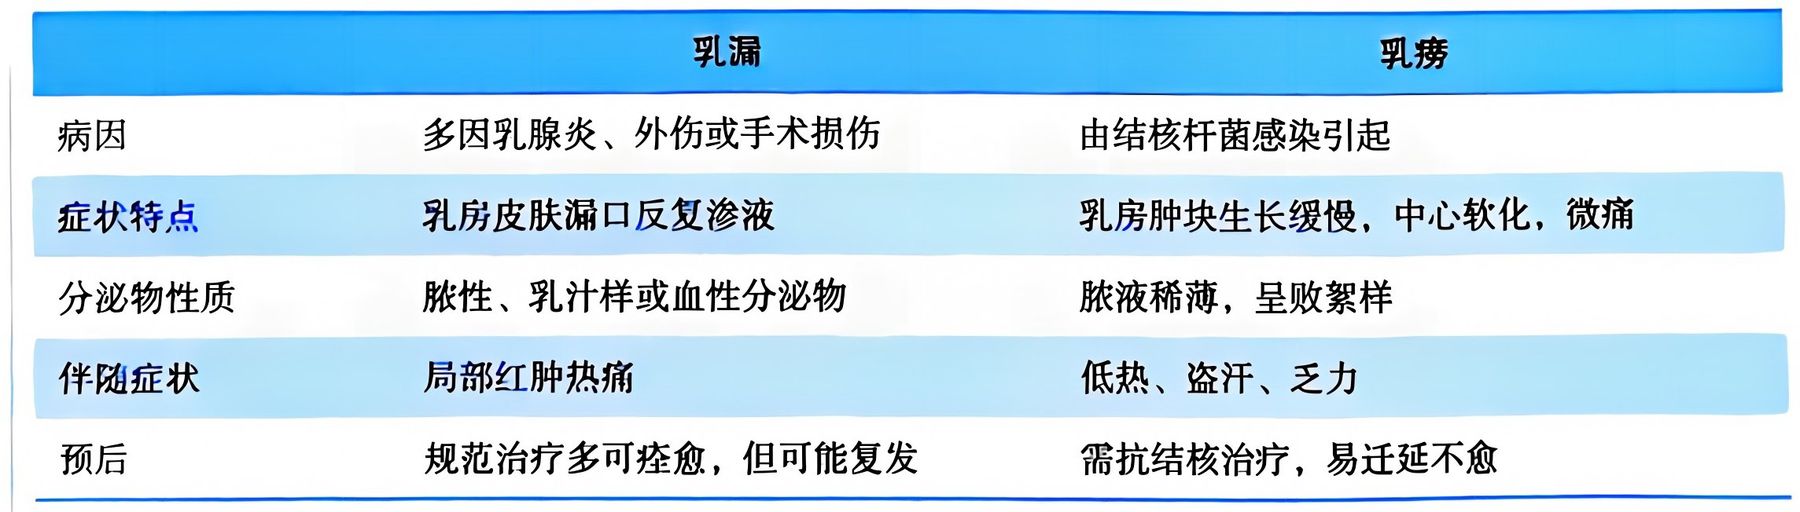 乳漏 乳痨
病因 多因乳腺炎、外伤或手术损伤 由结核杆菌感染引起
症状特点 乳房皮肤漏口反复渗液 乳房肿块生长缓慢，中心软化，微痛
分泌物性质 脓性、乳汁样或血性分泌物 脓液稀薄，呈败絮样
伴随症状 局部红肿热痛 低热、盗汗、乏力
预后 规范治疗多可痊愈，但可能复发 需抗结核治疗，易迁延不愈